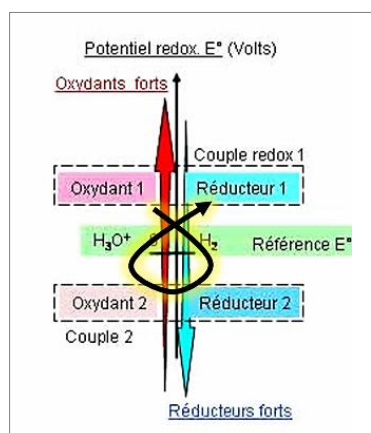 Potentiel redox. E° (Volts)
Oxydants forts
Couple redox 1
Oxydant 1 Réducteur 1
H₃O⁺ H₂ Référence E°
Oxydant 2 Réducteur 2
Couple 2
Réducteurs forts